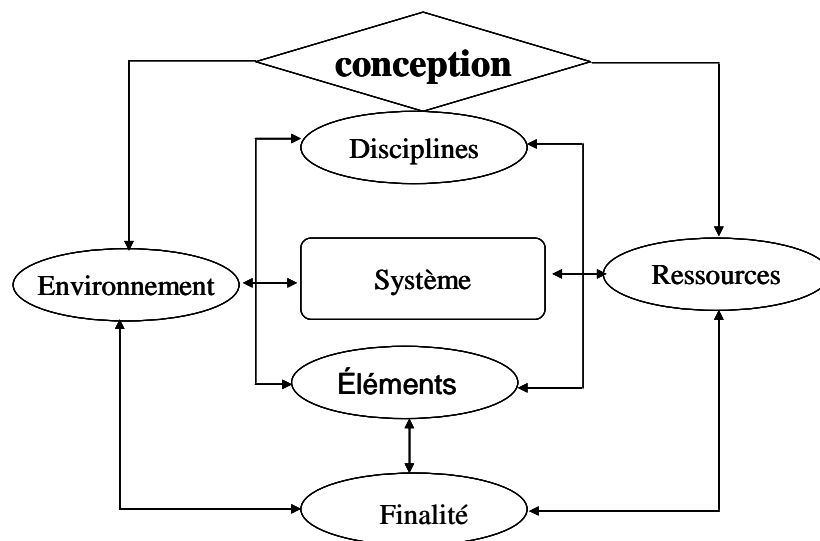 conception
Disciplines
Environnement
Système
Ressources
Éléments
Finalité